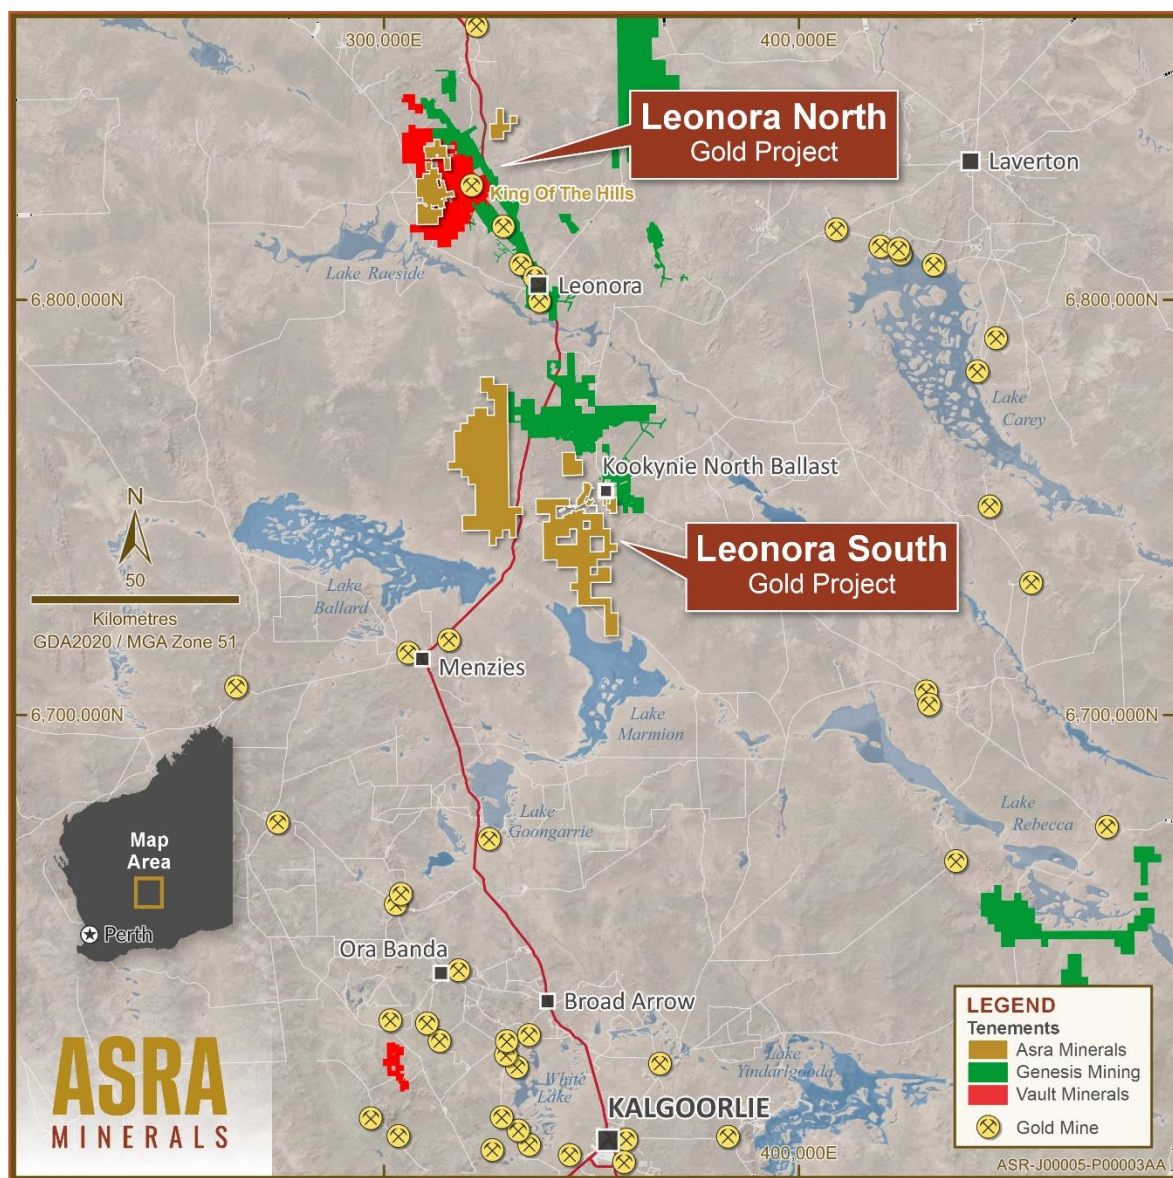 300,000E
400,000E
Leonora North
Gold Project
Laverton
King Of The Hills
Lake Raeside
Leonora
6,800,000N
6,800,000N
Lake
Carey
Kookynie North Ballast
N
50
Kilometres
GDA2020 / MGA Zone 51
Leonora South
Gold Project
Lake
Ballard
Menzies
6,700,000N
6,700,000N
Lake
Marmion
Lake
Goongarrie
Lake
Rebecca
Map
Area
Perth
Ora Banda
Broad Arrow
LEGEND
Tenements
Asra Minerals
Genesis Mining
Vault Minerals
Gold Mine
ASRA
MINERALS
White
Lake
Lake
Yindarlgooda
KALGOORLIE
400,000E
ASR-J00005-P00003AA